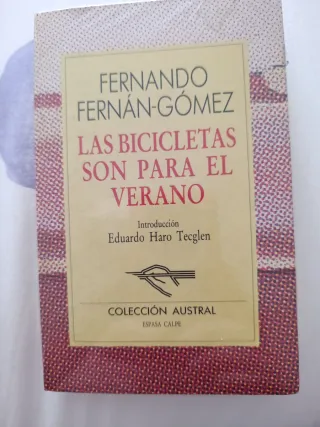 FERNANDO
FERNÁN-GÓMEZ
LAS BICICLETAS
SON PARA EL
VERANO
Introducción
Eduardo Haro Tecglen
COLECCIÓN AUSTRAL
ESPASA CALPE